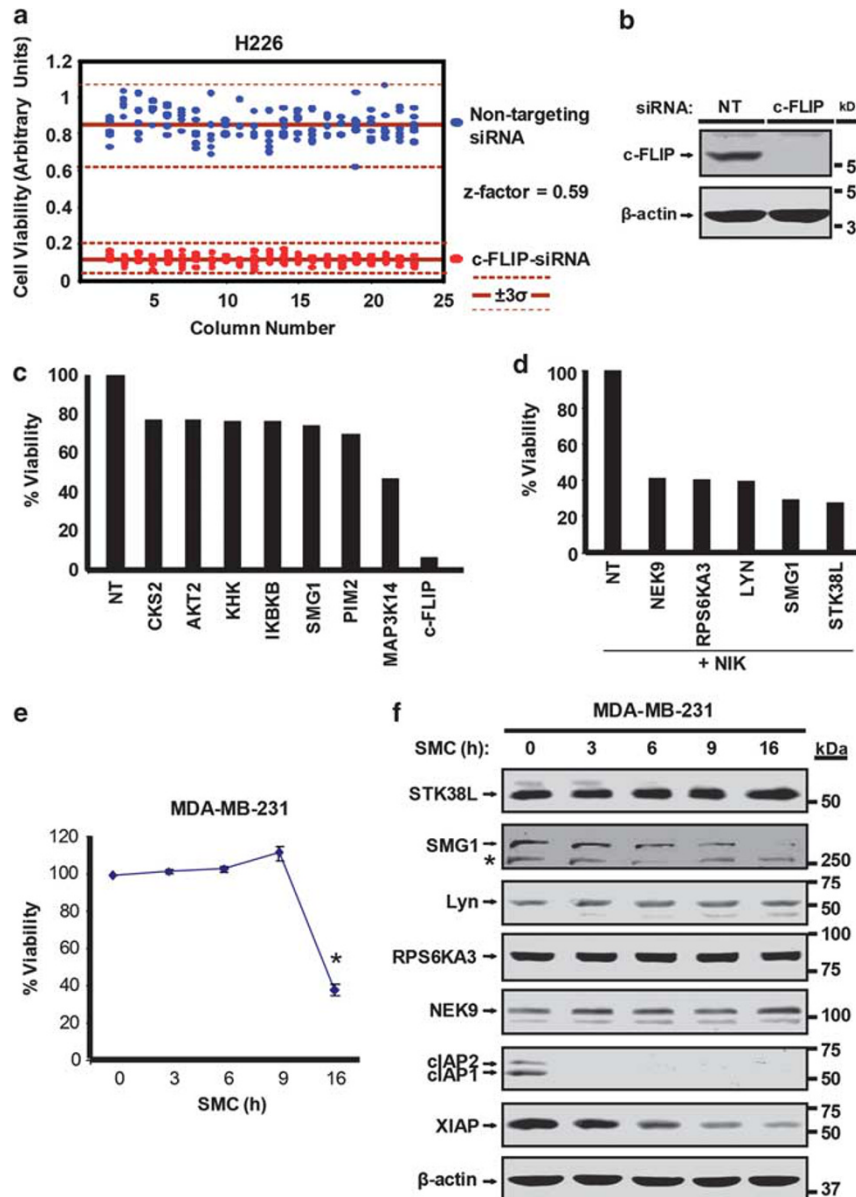 a
H226
Cell Viability (Arbitrary Units)
1.2
1
0.8
0.6
0.4
0.2
0
5
10
15
20
25
Column Number
Non-targeting
siRNA
z-factor = 0.59
c-FLIP-siRNA
±3σ
b
siRNA: NT c-FLIP kD
c-FLIP
5
5
β-actin
3
c
% Viability
100
80
60
40
20
0
NT
CKS2
AKT2
KHK
IKBKB
SMG1
PIM2
MAP3K14
c-FLIP
d
% Viability
100
80
60
40
20
0
NT
NEK9
RPS6KA3
LYN
SMG1
STK38L
+ NIK
e
MDA-MB-231
% Viability
120
100
80
60
40
20
0
*
0 3 6 9 16
SMC (h)
f
MDA-MB-231
SMC (h): 0 3 6 9 16 kDa
STK38L
50
SMG1
*
250
Lyn
75
50
RPS6KA3
100
75
NEK9
100
cIAP2
cIAP1
75
50
XIAP
75
50
β-actin
37